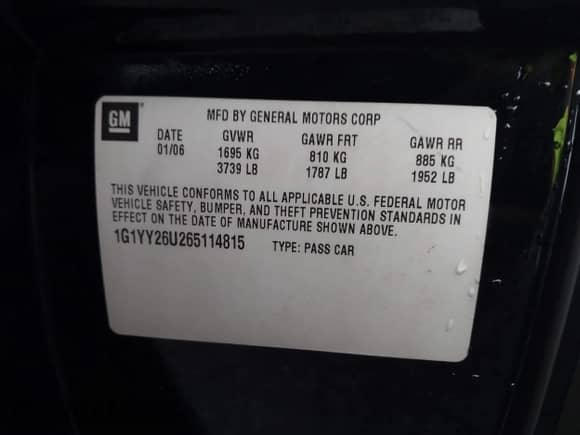 GM
MFD BY GENERAL MOTORS CORP
DATE GVWR GAWR FRT GAWR RR
01/06 1695 KG 810 KG 885 KG
3739 LB 1787 LB 1952 LB
THIS VEHICLE CONFORMS TO ALL APPLICABLE U.S. FEDERAL MOTOR
VEHICLE SAFETY, BUMPER, AND THEFT PREVENTION STANDARDS IN
EFFECT ON THE DATE OF MANUFACTURE SHOWN ABOVE.
1G1YY26U265114815 TYPE: PASS CAR